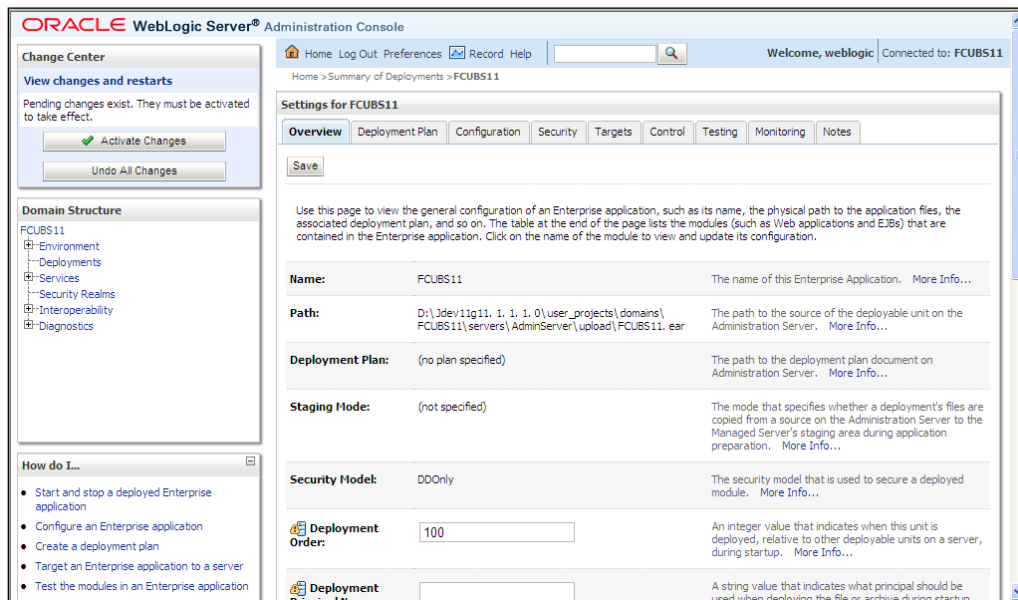 ORACLE WebLogic Server® Administration Console
Change Center
View changes and restarts
Pending changes exist. They must be activated
to take effect.
Activate Changes
Undo All Changes
Domain Structure
FCUBS11
Environment
Deployments
Services
Security Realms
Interoperability
Diagnostics
How do I...
Start and stop a deployed Enterprise
application
Configure an Enterprise application
Create a deployment plan
Target an Enterprise application to a server
Test the modules in an Enterprise application
Home Log Out Preferences Record Help
Welcome, weblogic Connected to: FCUBS11
Home >Summary of Deployments >FCUBS11
Settings for FCUBS11
Overview Deployment Plan Configuration Security Targets Control Testing Monitoring Notes
Save
Use this page to view the general configuration of an Enterprise application, such as its name, the physical path to the application files, the
associated deployment plan, and so on. The table at the end of the page lists the modules (such as Web applications and EJBs) that are
contained in the Enterprise application. Click on the name of the module to view and update its configuration.
Name: FCUBS11 The name of this Enterprise Application. More Info...
Path: D:\Jdev11g11. 1. 1. 1. 0\user_projects\domains\ The path to the source of the deployable unit on the
FCUBS11\servers\AdminServer\upload\FCUBS11. ear Administration Server. More Info...
Deployment Plan: (no plan specified) The path to the deployment plan document on
Administration Server. More Info...
Staging Mode: (not specified) The mode that specifies whether a deployment's files are
copied from a source on the Administration Server to the
Managed Server's staging area during application
preparation. More Info...
Security Model: DDOnly The security model that is used to secure a deployed
module. More Info...
Deployment 100 An integer value that indicates when this unit is
Order: deployed, relative to other deployable units on a server,
during startup. More Info...
Deployment A string value that indicates what principal should be
used when deploying the file or archive during startup